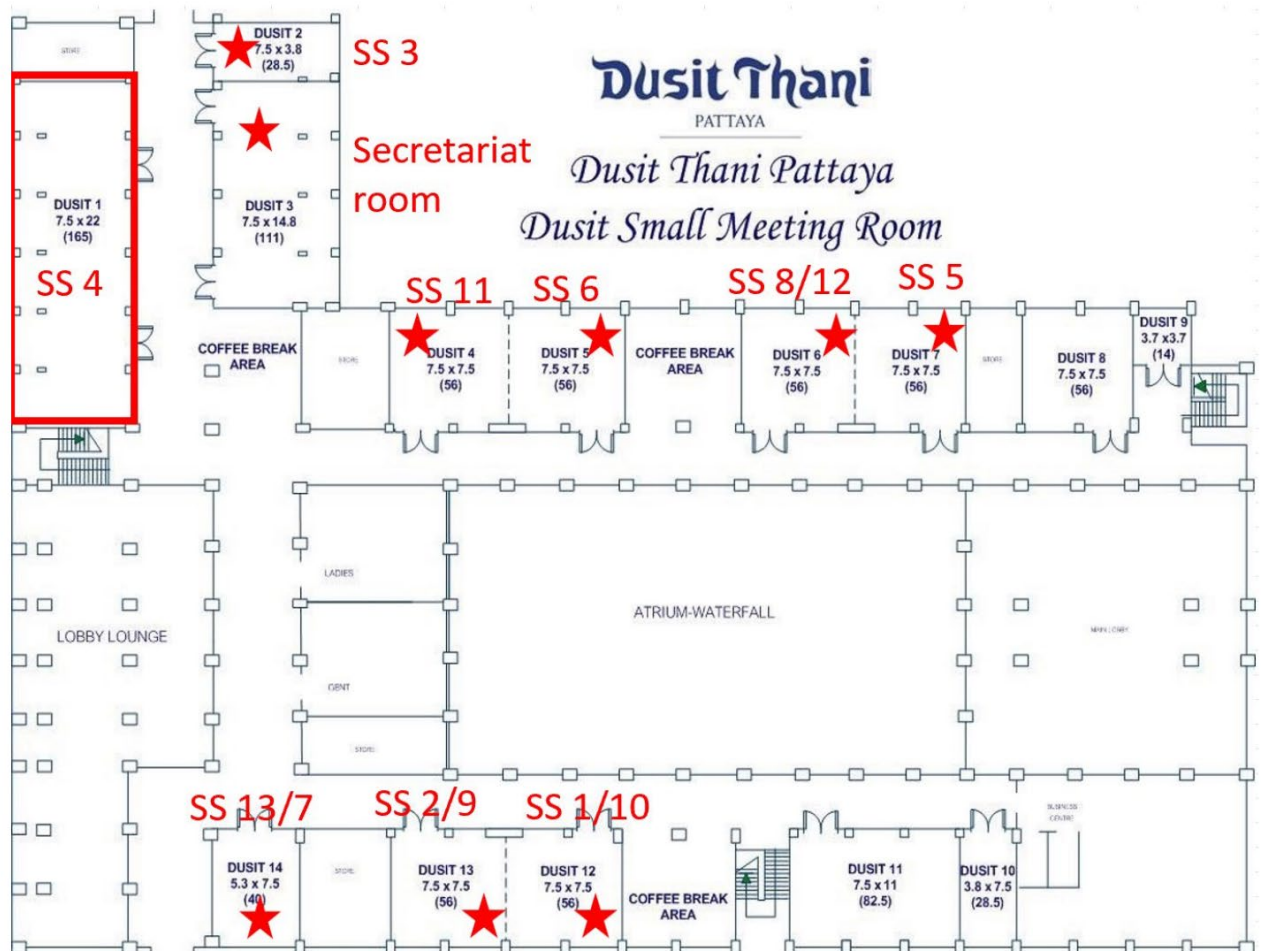 STORE
DUSIT 2
7.5 x 3.8
(28.5)
SS 3
Dusit Thani
PATTAYA
Dusit Thani Pattaya
Dusit Small Meeting Room
DUSIT 1
7.5 x 22
(165)
SS 4
Secretariat
room
DUSIT 3
7.5 x 14.8
(111)
SS 11
SS 6
SS 8/12
SS 5
COFFEE BREAK
AREA
STORE
DUSIT 4
7.5 x 7.5
(56)
DUSIT 5
7.5 x 7.5
(56)
COFFEE BREAK
AREA
DUSIT 6
7.5 x 7.5
(56)
DUSIT 7
7.5 x 7.5
(56)
STORE
DUSIT 8
7.5 x 7.5
(56)
DUSIT 9
3.7 x3.7
(14)
LADIES
LOBBY LOUNGE
ATRIUM-WATERFALL
MAIN LOBBY
GENT
STORE
SS 13/7
SS 2/9
SS 1/10
BUSINESS
CENTRE
DUSIT 14
5.3 x 7.5
(40)
STORE
DUSIT 13
7.5 x 7.5
(56)
DUSIT 12
7.5 x 7.5
(56)
COFFEE BREAK
AREA
DUSIT 11
7.5 x 11
(82.5)
DUSIT 10
3.8 x 7.5
(28.5)